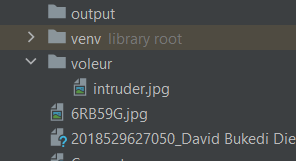 output
venv library root
voleur
intruder.jpg
6RB59G.jpg
2018529627050_David Bukedi Die